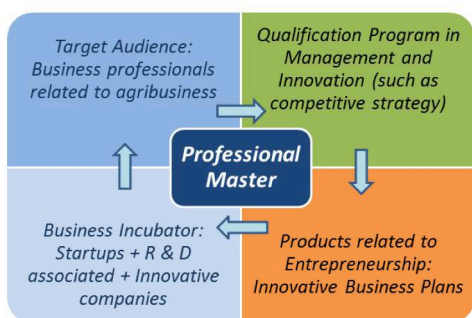 Target Audience:
Business professionals
related to agribusiness
Qualification Program in
Management and
Innovation (such as
competitive strategy)
Professional
Master
Business Incubator:
Startups + R & D
associated + Innovative
companies
Products related to
Entrepreneurship:
Innovative Business Plans